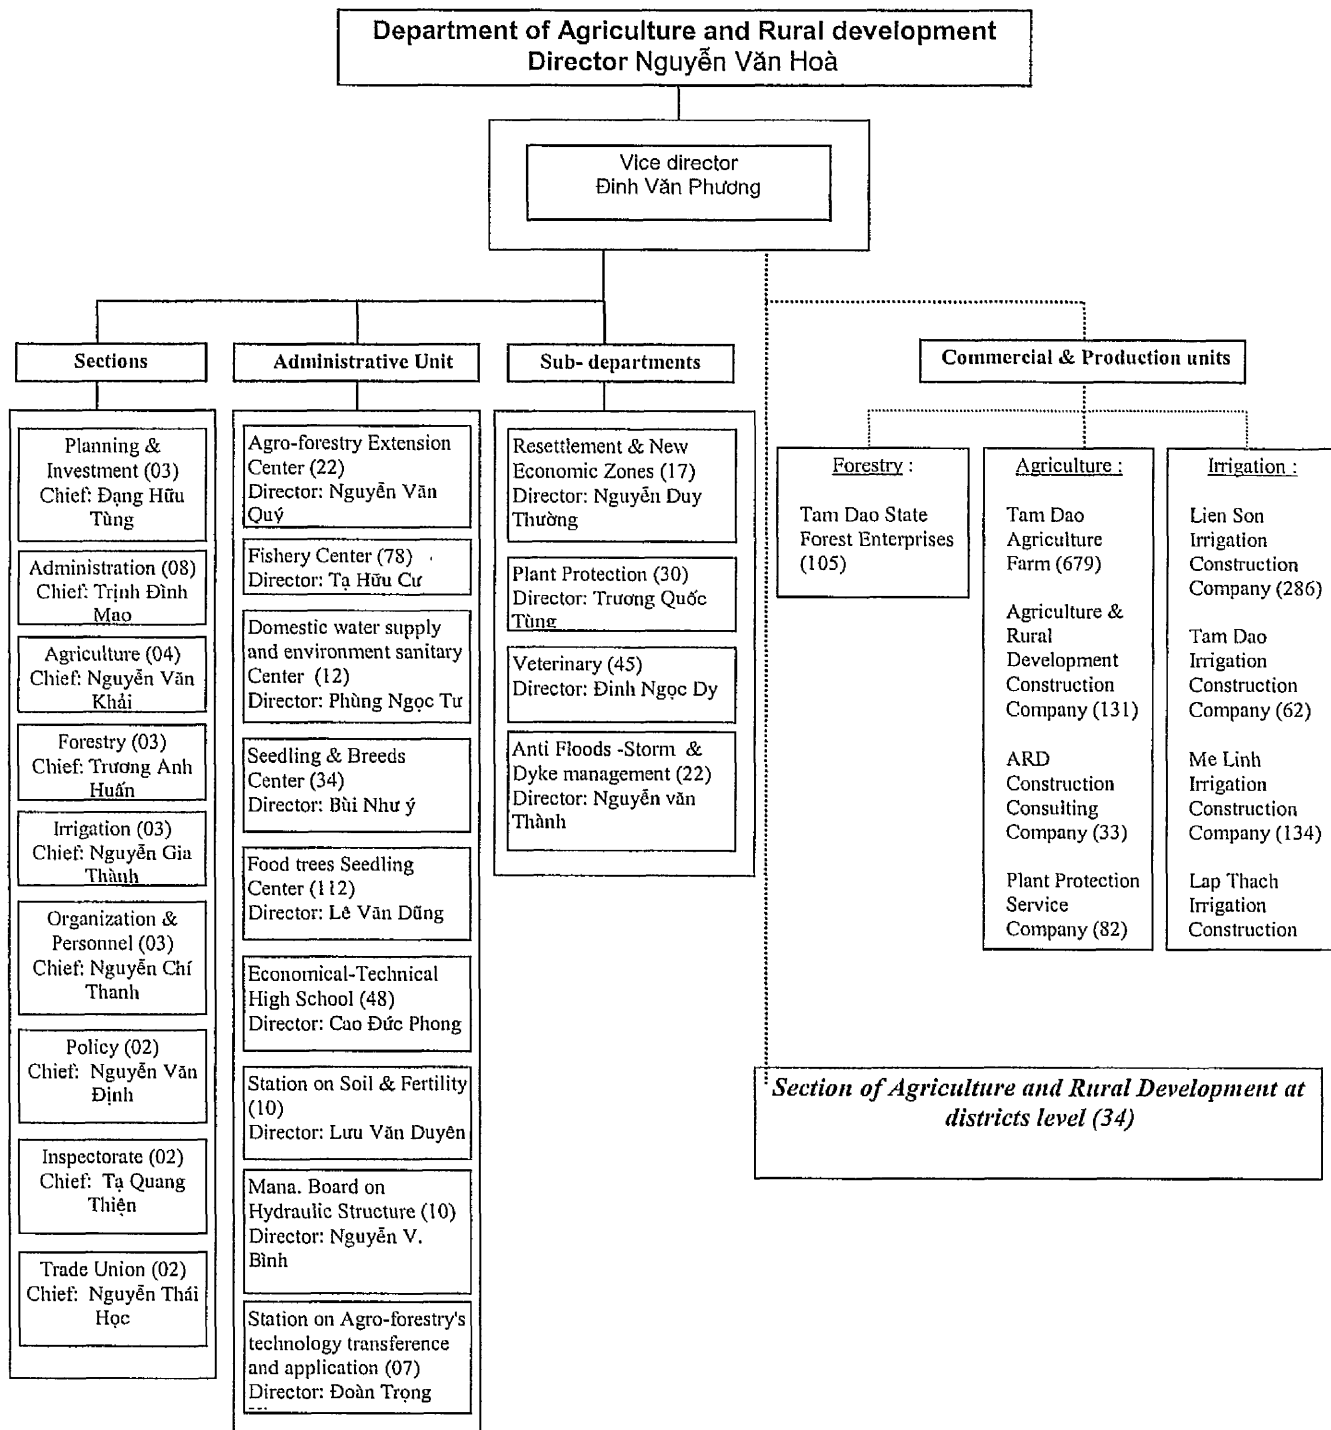 Department of Agriculture and Rural development
Director Nguyễn Văn Hoà
Vice director
Đinh Văn Phương
Sections
Planning &
Investment (03)
Chief: Đạng Hữu
Tùng
Administration (08)
Chief: Trịnh Đình
Mao
Agriculture (04)
Chief: Nguyễn Văn
Khải
Forestry (03)
Chief: Trương Anh
Huấn
Irrigation (03)
Chief: Nguyễn Gia
Thành
Organization &
Personnel (03)
Chief: Nguyễn Chí
Thanh
Policy (02)
Chief: Nguyễn Văn
Định
Inspectorate (02)
Chief: Tạ Quang
Thiện
Trade Union (02)
Chief: Nguyễn Thái
Học
Administrative Unit
Agro-forestry Extension
Center (22)
Director: Nguyễn Văn
Quý
Fishery Center (78)
Director: Tạ Hữu Cư
Domestic water supply
and environment sanitary
Center (12)
Director: Phùng Ngọc Tư
Seedling & Breeds
Center (34)
Director: Bùi Như ý
Food trees Seedling
Center (112)
Director: Lê Văn Dũng
Economical-Technical
High School (48)
Director: Cao Đức Phong
Station on Soil & Fertility
(10)
Director: Lưu Văn Duyên
Mana. Board on
Hydraulic Structure (10)
Director: Nguyễn V.
Bình
Station on Agro-forestry's
technology transference
and application (07)
Director: Đoàn Trọng
Sub- departments
Resettlement & New
Economic Zones (17)
Director: Nguyễn Duy
Thường
Plant Protection (30)
Director: Trương Quốc
Tùng
Veterinary (45)
Director: Đinh Ngọc Dy
Anti Floods -Storm &
Dyke management (22)
Director: Nguyễn văn
Thành
Commercial & Production units
Forestry :
Tam Dao State
Forest Enterprises
(105)
Agriculture :
Tam Dao
Agriculture
Farm (679)
Agriculture &
Rural
Development
Construction
Company (131)
ARD
Construction
Consulting
Company (33)
Plant Protection
Service
Company (82)
Irrigation :
Lien Son
Irrigation
Construction
Company (286)
Tam Dao
Irrigation
Construction
Company (62)
Me Linh
Irrigation
Construction
Company (134)
Lap Thach
Irrigation
Construction
Section of Agriculture and Rural Development at
districts level (34)